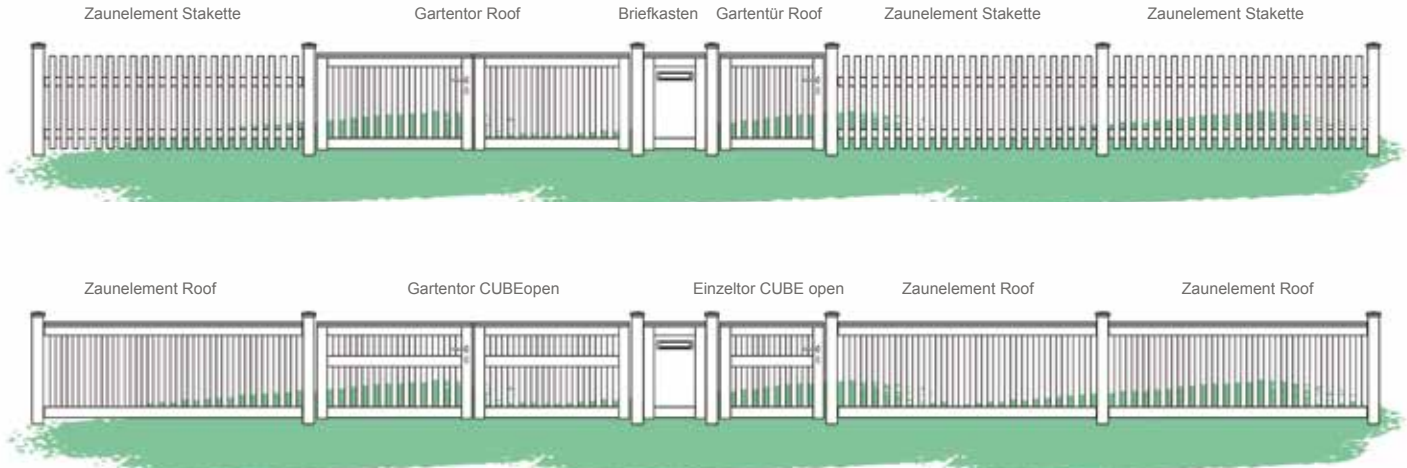 Zaunelement Stakette Gartentor Roof Briefkasten Gartentür Roof Zaunelement Stakette Zaunelement Stakette
Zaunelement Roof Gartentor CUBEopen Einzeltor CUBE open Zaunelement Roof Zaunelement Roof